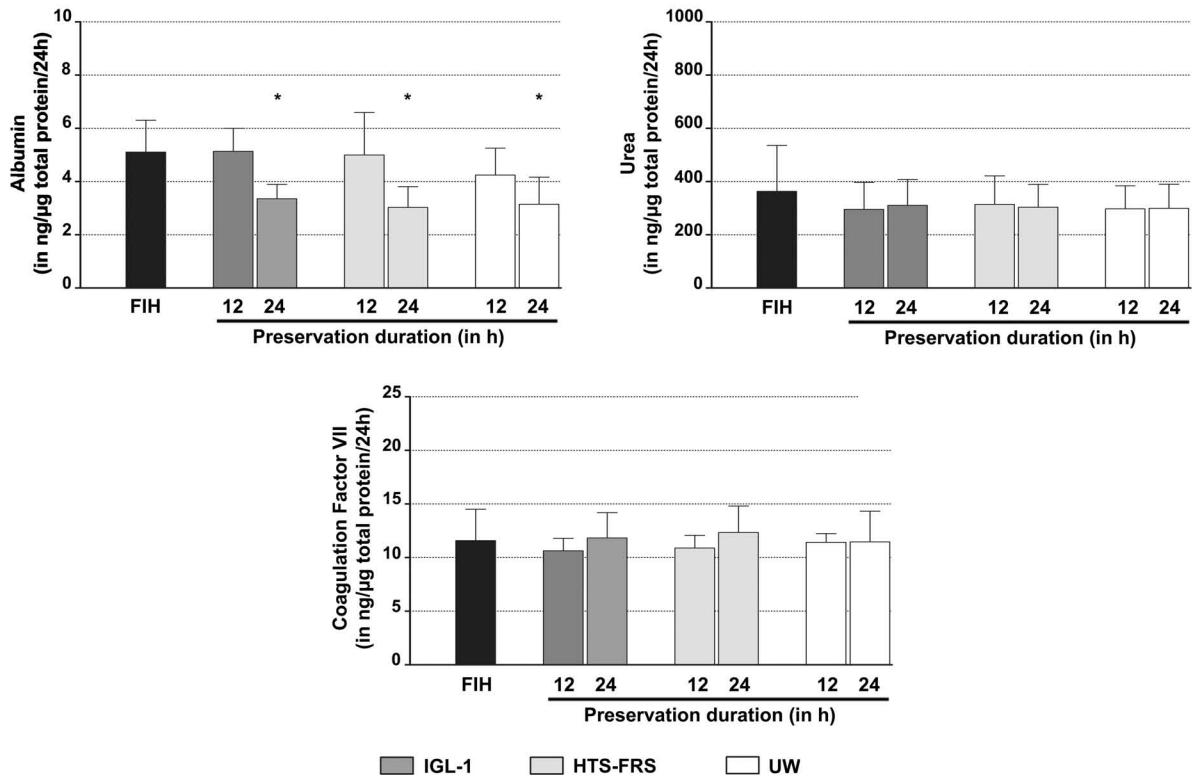 Albumin
(in ng/µg total protein/24h)
10
8
6
4
2
0
* * *
FIH 12 24 12 24 12 24
Preservation duration (in h)
Urea
(in ng/µg total protein/24h)
1000
800
600
400
200
0
FIH 12 24 12 24 12 24
Preservation duration (in h)
Coagulation Factor VII
(in ng/µg total protein/24h)
25
20
15
10
5
0
FIH 12 24 12 24 12 24
Preservation duration (in h)
IGL-1 HTS-FRS UW